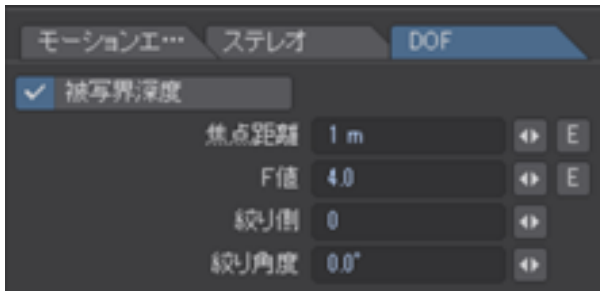 モーションエ… ステレオ DOF
✓ 被写界深度
焦点距離 1 m E
F値 4.0 E
絞り側 0
絞り角度 0.0°